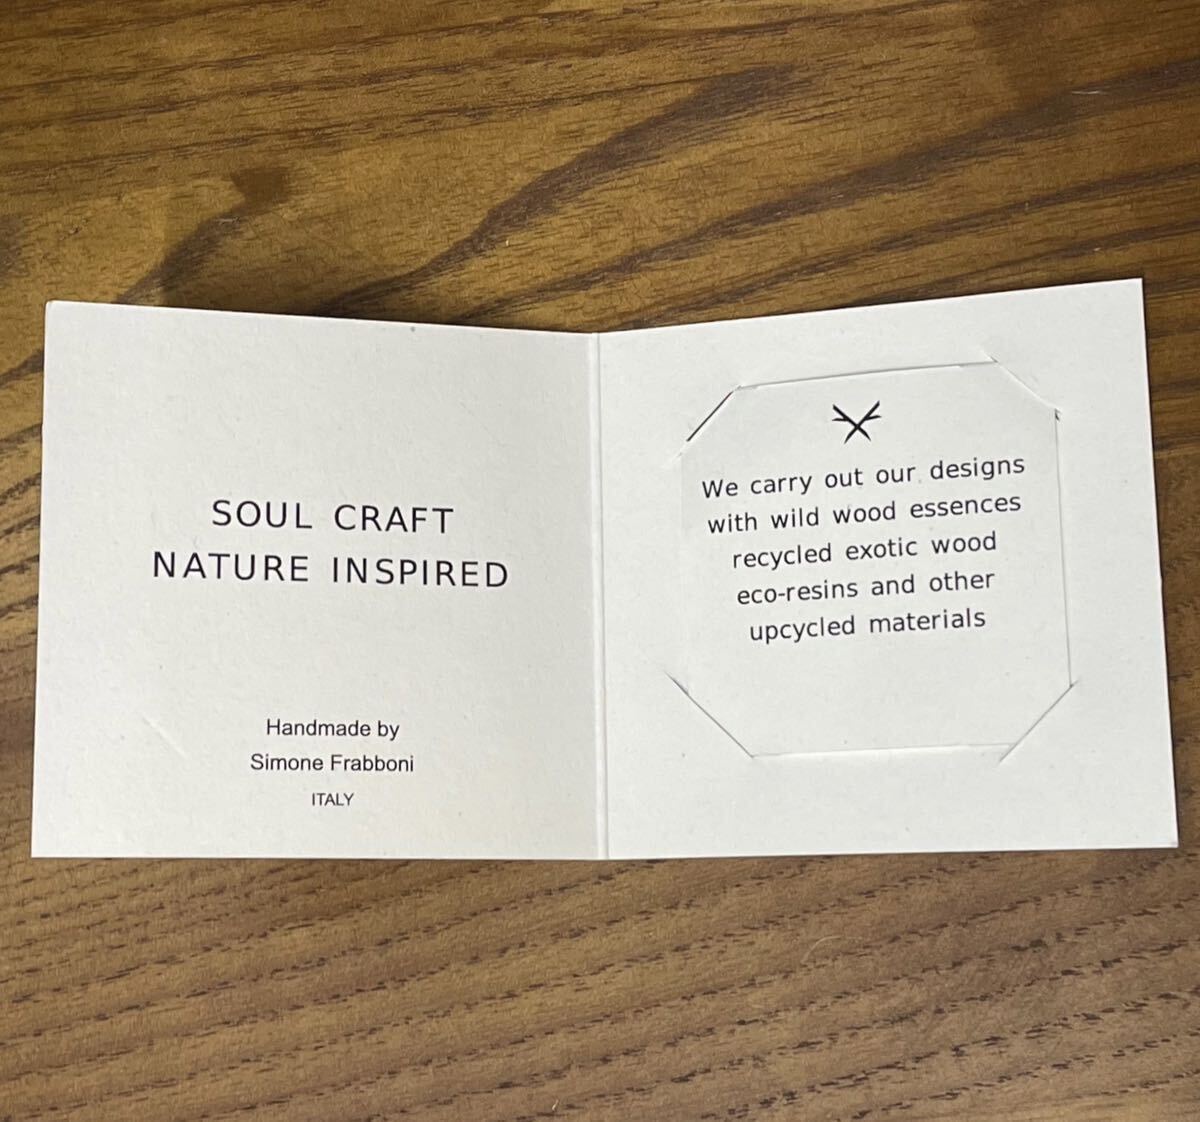 SOUL CRAFT
NATURE INSPIRED
Handmade by
Simone Frabboni
ITALY
We carry out our designs
with wild wood essences
recycled exotic wood
eco-resins and other
upcycled materials